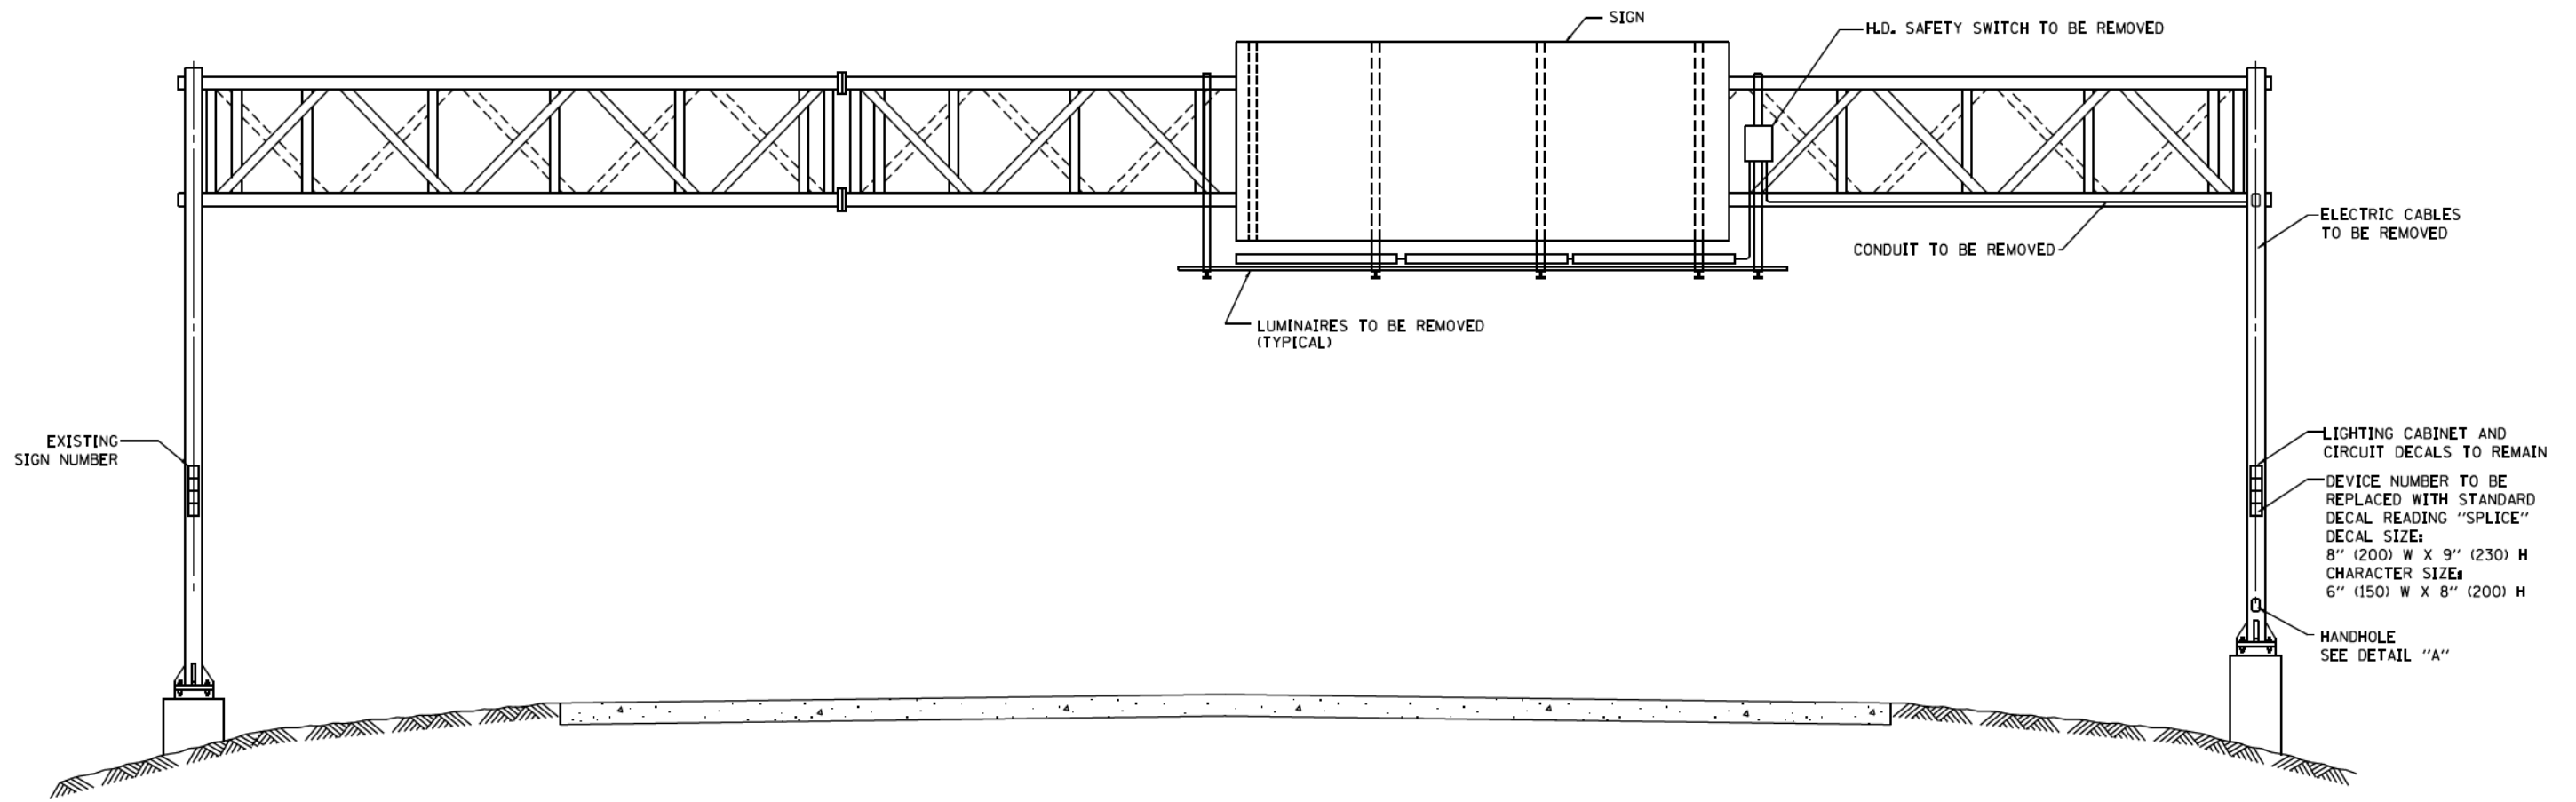 SIGN
H.D. SAFETY SWITCH TO BE REMOVED
ELECTRIC CABLES
TO BE REMOVED
CONDUIT TO BE REMOVED
LUMINAIRES TO BE REMOVED
(TYPICAL)
EXISTING
SIGN NUMBER
LIGHTING CABINET AND
CIRCUIT DECALS TO REMAIN
DEVICE NUMBER TO BE
REPLACED WITH STANDARD
DECAL READING "SPLICE"
DECAL SIZE:
8" (200) W X 9" (230) H
CHARACTER SIZE:
6" (150) W X 8" (200) H
HANDHOLE
SEE DETAIL "A"